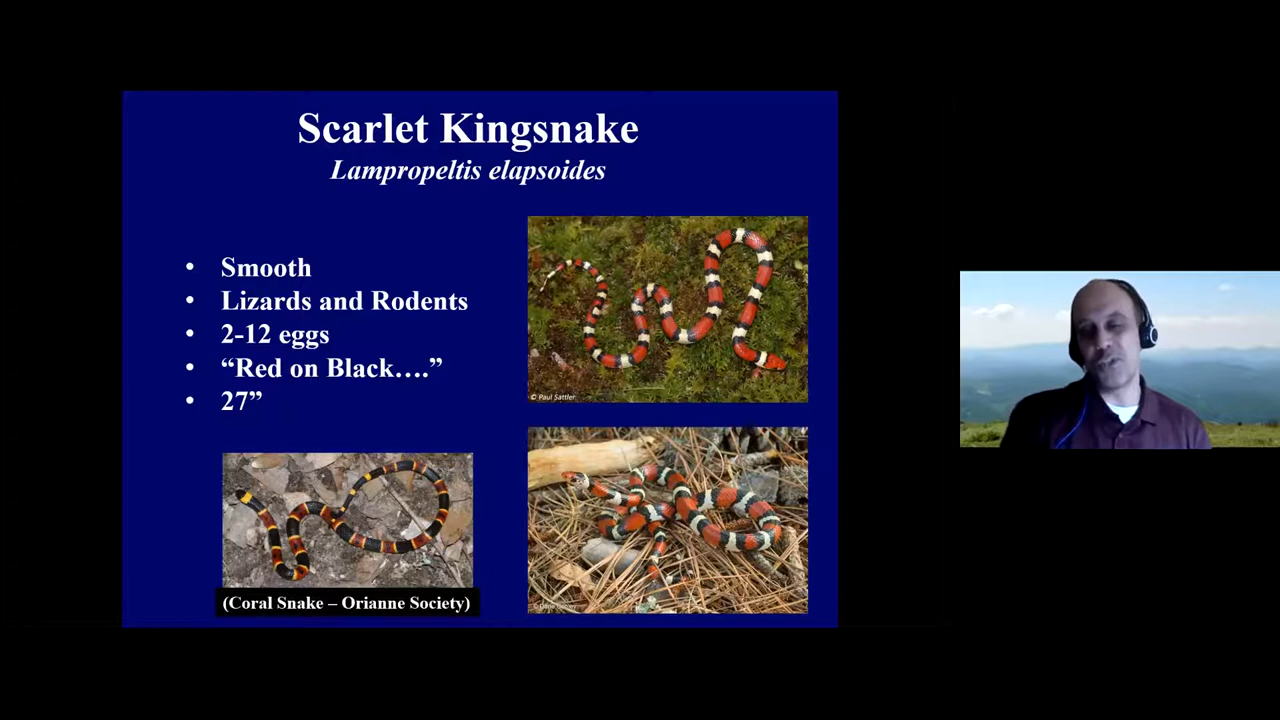 Scarlet Kingsnake
Lampropeltis elapsoides
• Smooth
• Lizards and Rodents
• 2-12 eggs
• “Red on Black….”
• 27”
© Paul Sattler
(Coral Snake – Orianne Society)